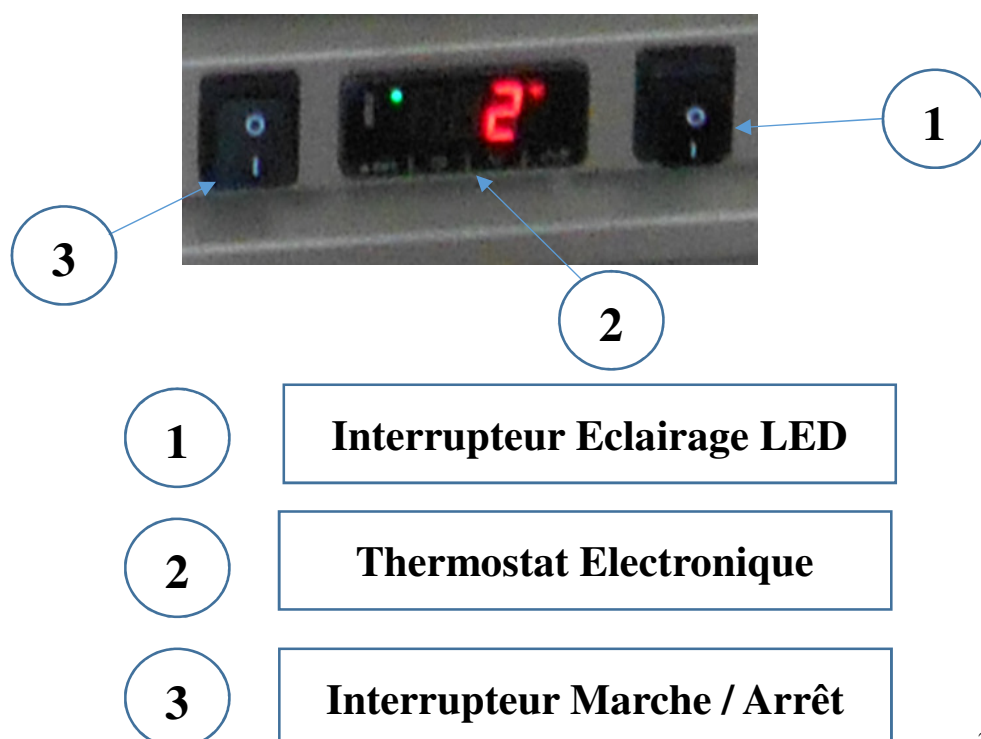 2°
1
3
2
1 Interrupteur Eclairage LED
2 Thermostat Electronique
3 Interrupteur Marche / Arrêt